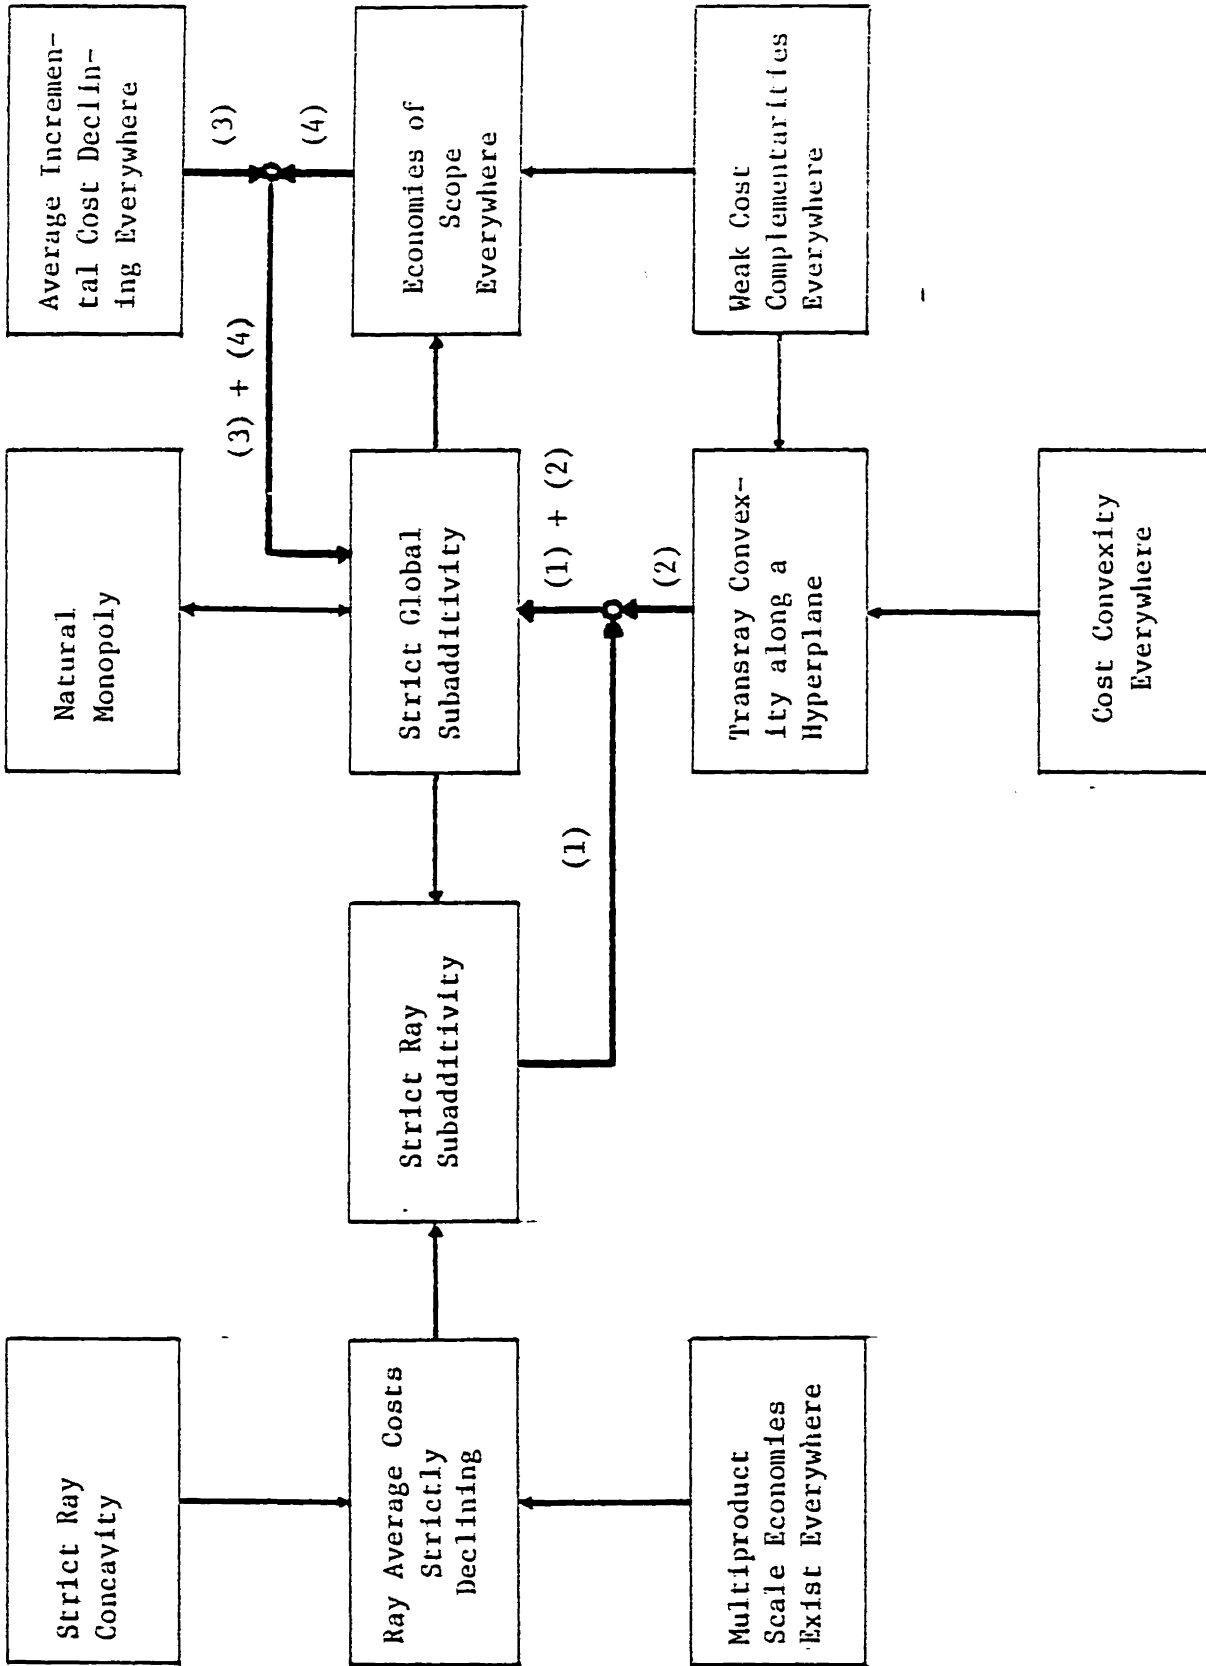 Strict Ray
Concavity
Natural
Monopoly
Average Incremen-
tal Cost Declin-
ing Everywhere
(3)
(3) + (4)
(4)
Ray Average Costs
Strictly
Declining
Strict Ray
Subadditivity
Strict Global
Subadditivity
Economies of
Scope
Everywhere
(1)
(1) + (2)
(2)
Multiproduct
Scale Economies
Exist Everywhere
Transray Convex-
ity along a
Hyperplane
Weak Cost
Complementarities
Everywhere
Cost Convexity
Everywhere